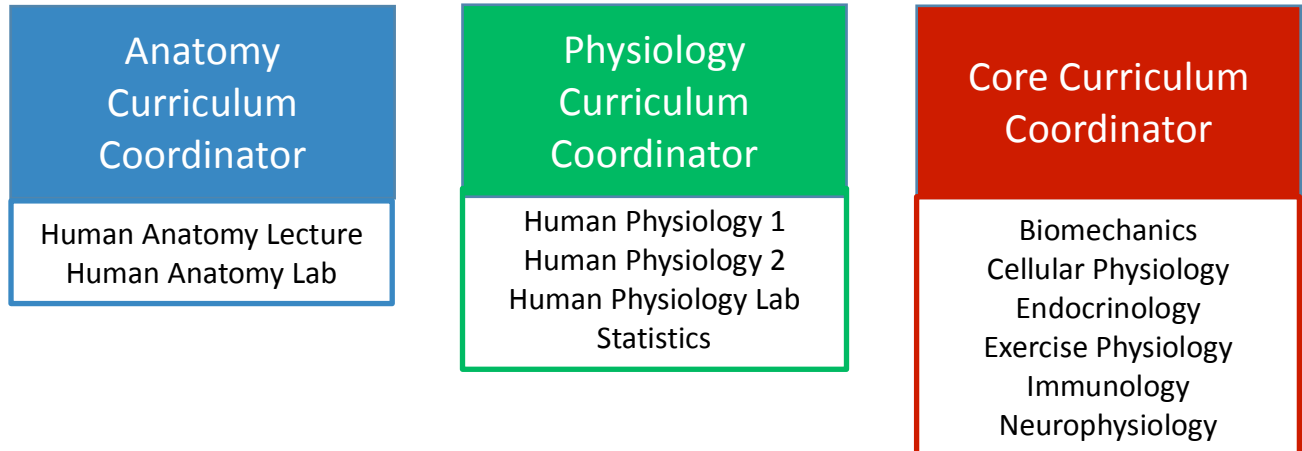 Anatomy
Curriculum
Coordinator
Human Anatomy Lecture
Human Anatomy Lab
Physiology
Curriculum
Coordinator
Human Physiology 1
Human Physiology 2
Human Physiology Lab
Statistics
Core Curriculum
Coordinator
Biomechanics
Cellular Physiology
Endocrinology
Exercise Physiology
Immunology
Neurophysiology